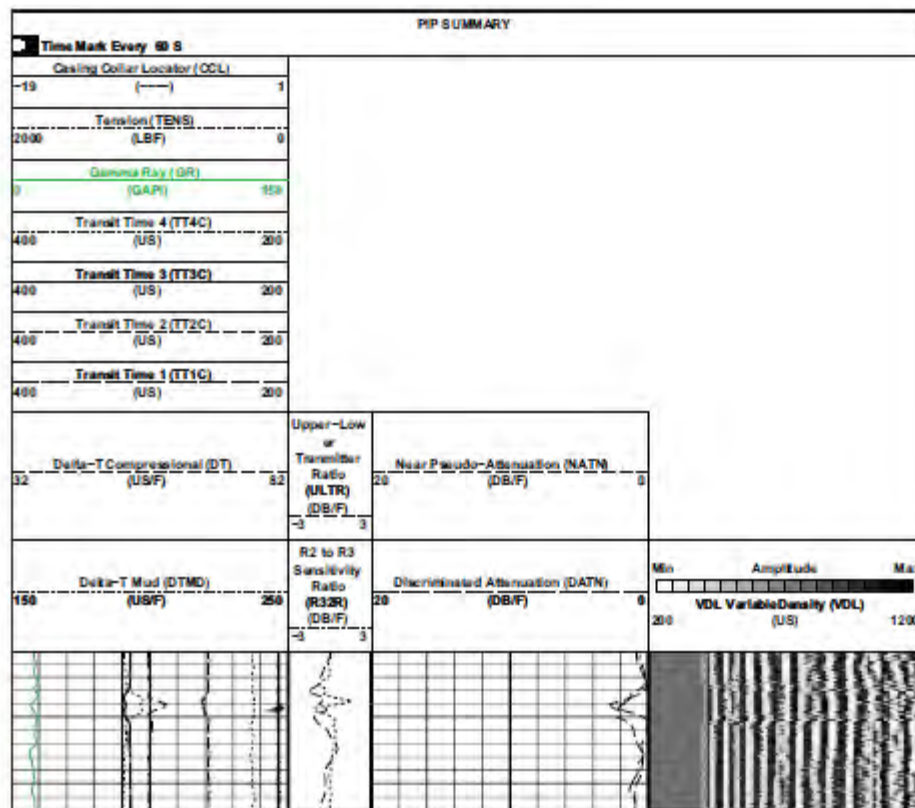 PIP SUMMARY
Time Mark Every 60 S
Casing Collar Locator (CCL)
-19 (----) 1
Tension (TENS)
2000 (LBF) 0
Gamma Ray (GR)
0 (GAPI) 150
Transit Time 4 (TT4C)
400 (US) 200
Transit Time 3 (TT3C)
400 (US) 200
Transit Time 2 (TT2C)
400 (US) 200
Transit Time 1 (TT1C)
400 (US) 200
Delta-T Compressional (DT)
32 (US/F) 82
Upper-Low
or
Tranmitter
Ratio
(ULTR)
(DB/F)
-3 3
Near Pseudo-Attenuation (NATN)
20 (DB/F) 0
Delta-T Mud (DTMD)
150 (US/F) 250
R2 to R3
Sensitivity
Ratio
(R32R)
(DB/F)
-3 3
Discriminated Attenuation (DATN)
20 (DB/F) 0
Min Amplitude Max
VDL VariableDensity (VDL)
200 (US) 1200